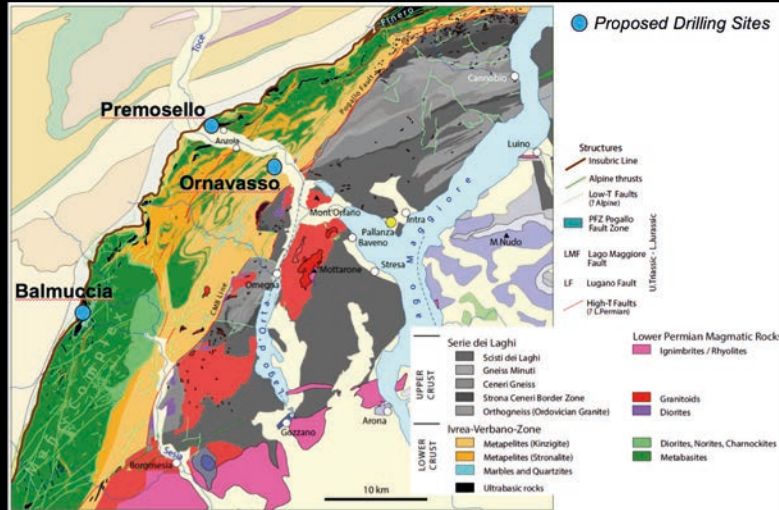 Proposed Drilling Sites
Finero
Toce
Cannobio
Pogallo Fault
Premosello
Anzola
Luino
Ornavasso
Mont'Orfano
Intra
Pallanza
Baveno
M.Nudo
Stresa
Mottarone
Omegna
CMB Line
Lago Maggiore
Lago d'Orta
Balmuccia
Arona
Gozzano
Sesia
Borgosesia
10 km
Structures
Insubric Line
Alpine thrusts
Low-T Faults
(? Alpine)
PFZ Pogallo
Fault Zone
LMF Lago Maggiore
Fault
LF Lugano Fault
High-T Faults
(? L.Permian)
U.Triassic - L.Jurassic
UPPER
CRUST
Serie dei Laghi
Scisti dei Laghi
Gneiss Minuti
Ceneri Gneiss
Strona Ceneri Border Zone
Orthogneiss (Ordovician Granite)
LOWER
CRUST
Ivrea-Verbano-Zone
Metapelites (Kinzigite)
Metapelites (Stronalite)
Marbles and Quartzites
Ultrabasic rocks
Lower Permian Magmatic Rocks
Ignimbrites / Rhyolites
Granitoids
Diorites
Diorites, Norites, Charnockites
Metabasites